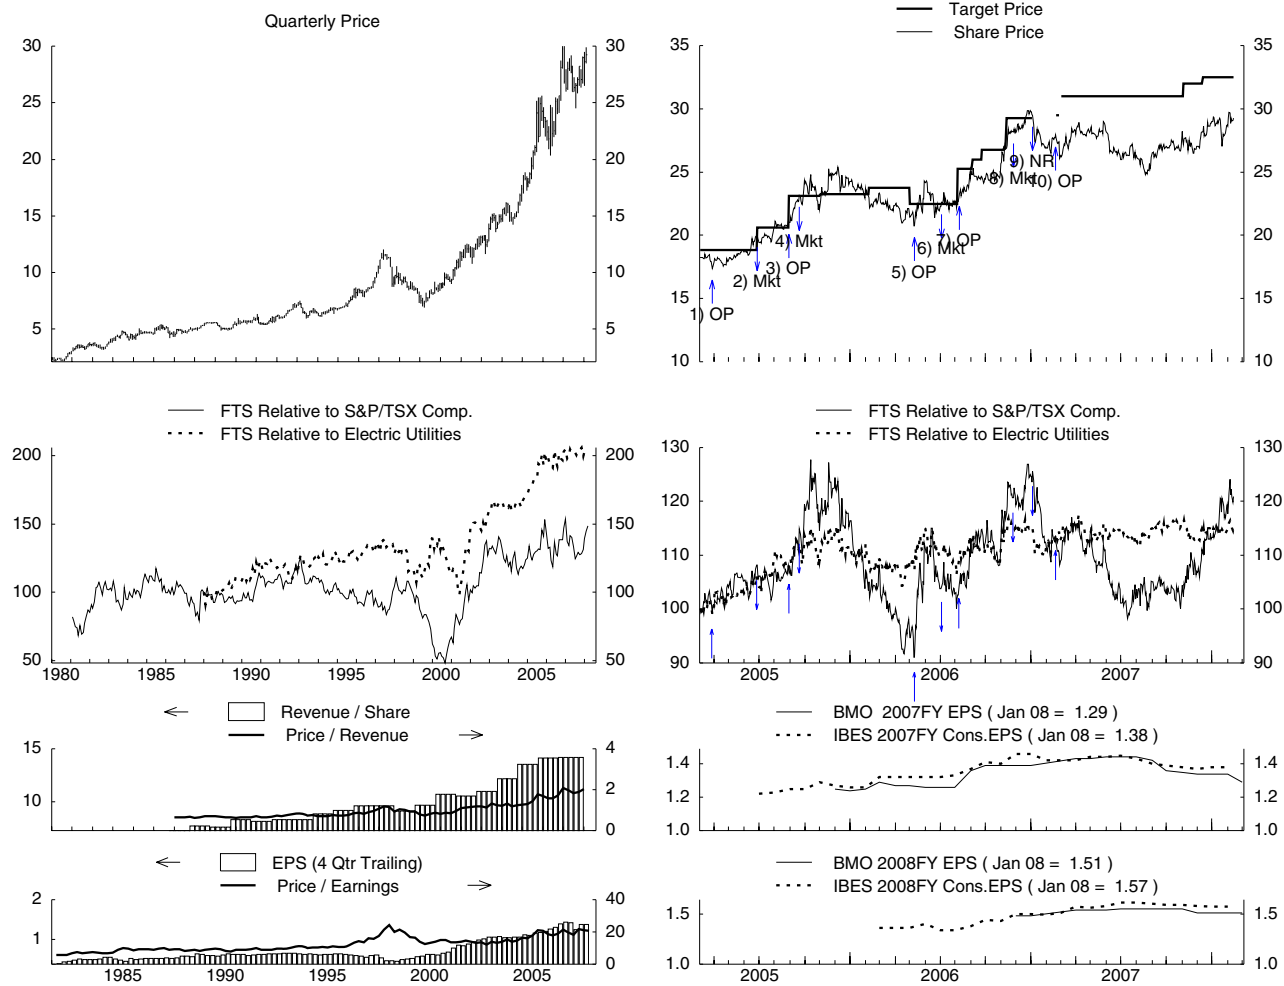 Quarterly Price
30 30
25 25
20 20
15 15
10 10
5 5
Target Price
Share Price
35 35
30 30
25 25
20 20
15 15
10 10
1) OP
2) Mkt
3) OP
4) Mkt
5) OP
6) Mkt
7) OP
8) Mkt
9) NR
10) OP
FTS Relative to S&P/TSX Comp.
FTS Relative to Electric Utilities
200 200
150 150
100 100
50 50
1980 1985 1990 1995 2000 2005
FTS Relative to S&P/TSX Comp.
FTS Relative to Electric Utilities
130 130
120 120
110 110
100 100
90 90
2005 2006 2007
Revenue / Share
Price / Revenue
15 4
10 2
0
BMO 2007FY EPS ( Jan 08 = 1.29 )
IBES 2007FY Cons.EPS ( Jan 08 = 1.38 )
1.4 1.4
1.2 1.2
1.0 1.0
EPS (4 Qtr Trailing)
Price / Earnings
2 40
1 20
0
1985 1990 1995 2000 2005
BMO 2008FY EPS ( Jan 08 = 1.51 )
IBES 2008FY Cons.EPS ( Jan 08 = 1.57 )
1.5 1.5
1.0 1.0
2005 2006 2007